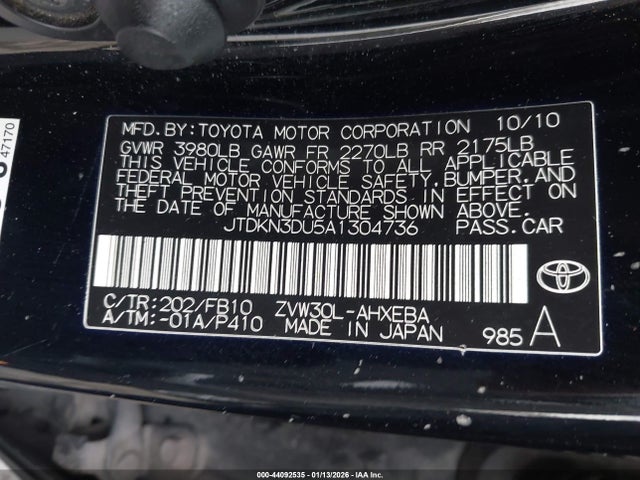 47170
MFD.BY:TOYOTA MOTOR CORPORATION 10/10
GVWR 3980LB GAWR FR 2270LB RR 2175LB
THIS VEHICLE CONFORMS TO ALL APPLICABLE
FEDERAL MOTOR VEHICLE SAFETY,BUMPER,AND
THEFT PREVENTION STANDARDS IN EFFECT ON
THE DATE OF MANUFACTURE SHOWN ABOVE.
JTDKN3DU5A1304736 PASS.CAR
C/TR:202/FB10 ZVW30L-AHXEBA
A/TM:-01A/P410 MADE IN JAPAN 985 A
TOYOTA
000-44092535 - 01/13/2026 - IAA Inc.